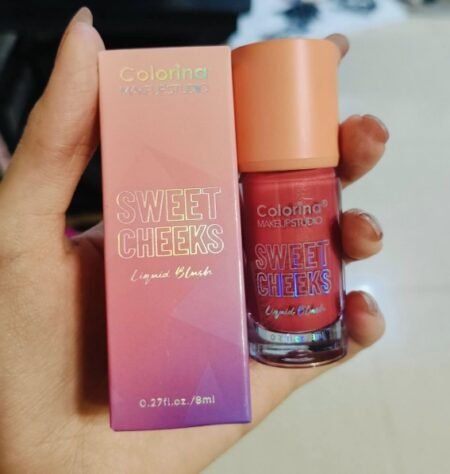 Colorina®
MAKEUPSTUDIO
SWEET
CHEEKS
Liquid Blush
0.27fl.oz./8ml
Colorina®
MAKEUPSTUDIO
SWEET
CHEEKS
Liquid Blush